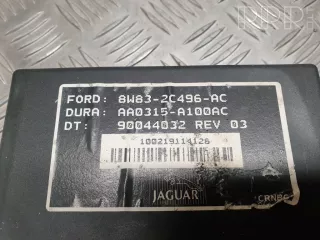 FORD: 8W83-2C496-AC
DURA: AA0315-A100AC
DT: 90044032 REV 03
100219114126
JAGUAR